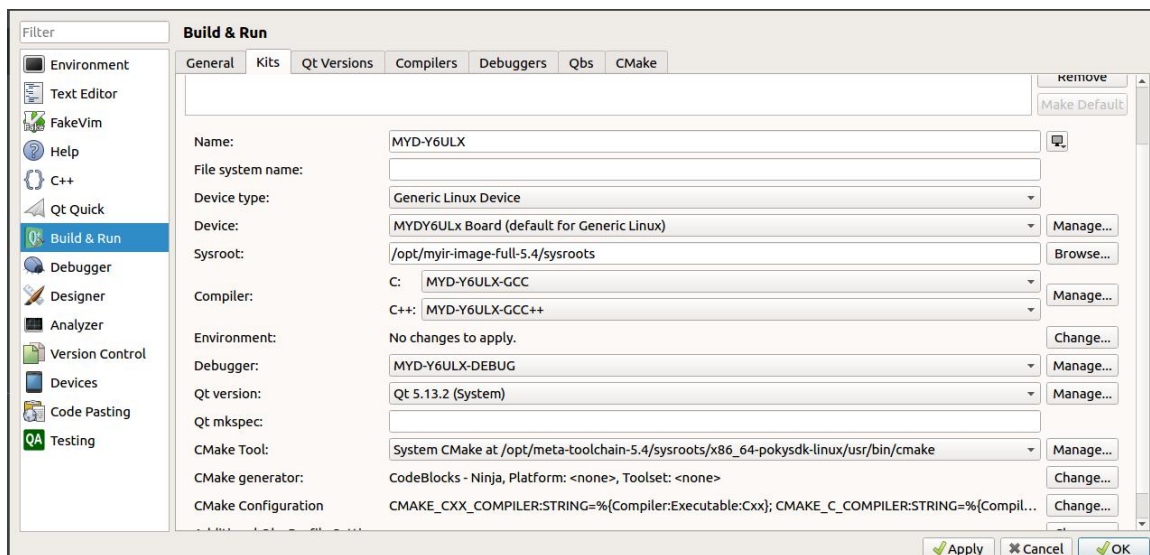 Filter
Build & Run
Environment
Text Editor
FakeVim
Help
C++
Qt Quick
Build & Run
Debugger
Designer
Analyzer
Version Control
Devices
Code Pasting
QA Testing
General Kits Qt Versions Compilers Debuggers Qbs CMake
Remove
Make Default
Name: MYD-Y6ULX
File system name:
Device type: Generic Linux Device
Device: MYDY6ULx Board (default for Generic Linux) Manage...
Sysroot: /opt/myir-image-full-5.4/sysroots Browse...
Compiler: C: MYD-Y6ULX-GCC Manage...
C++: MYD-Y6ULX-GCC++
Environment: No changes to apply. Change...
Debugger: MYD-Y6ULX-DEBUG Manage...
Qt version: Qt 5.13.2 (System) Manage...
Qt mkspec:
CMake Tool: System CMake at /opt/meta-toolchain-5.4/sysroots/x86_64-pokysdk-linux/usr/bin/cmake Manage...
CMake generator: CodeBlocks - Ninja, Platform: <none>, Toolset: <none> Change...
CMake Configuration CMAKE_CXX_COMPILER:STRING=%{Compiler:Executable:Cxx}; CMAKE_C_COMPILER:STRING=%{Compil... Change...
Apply Cancel OK